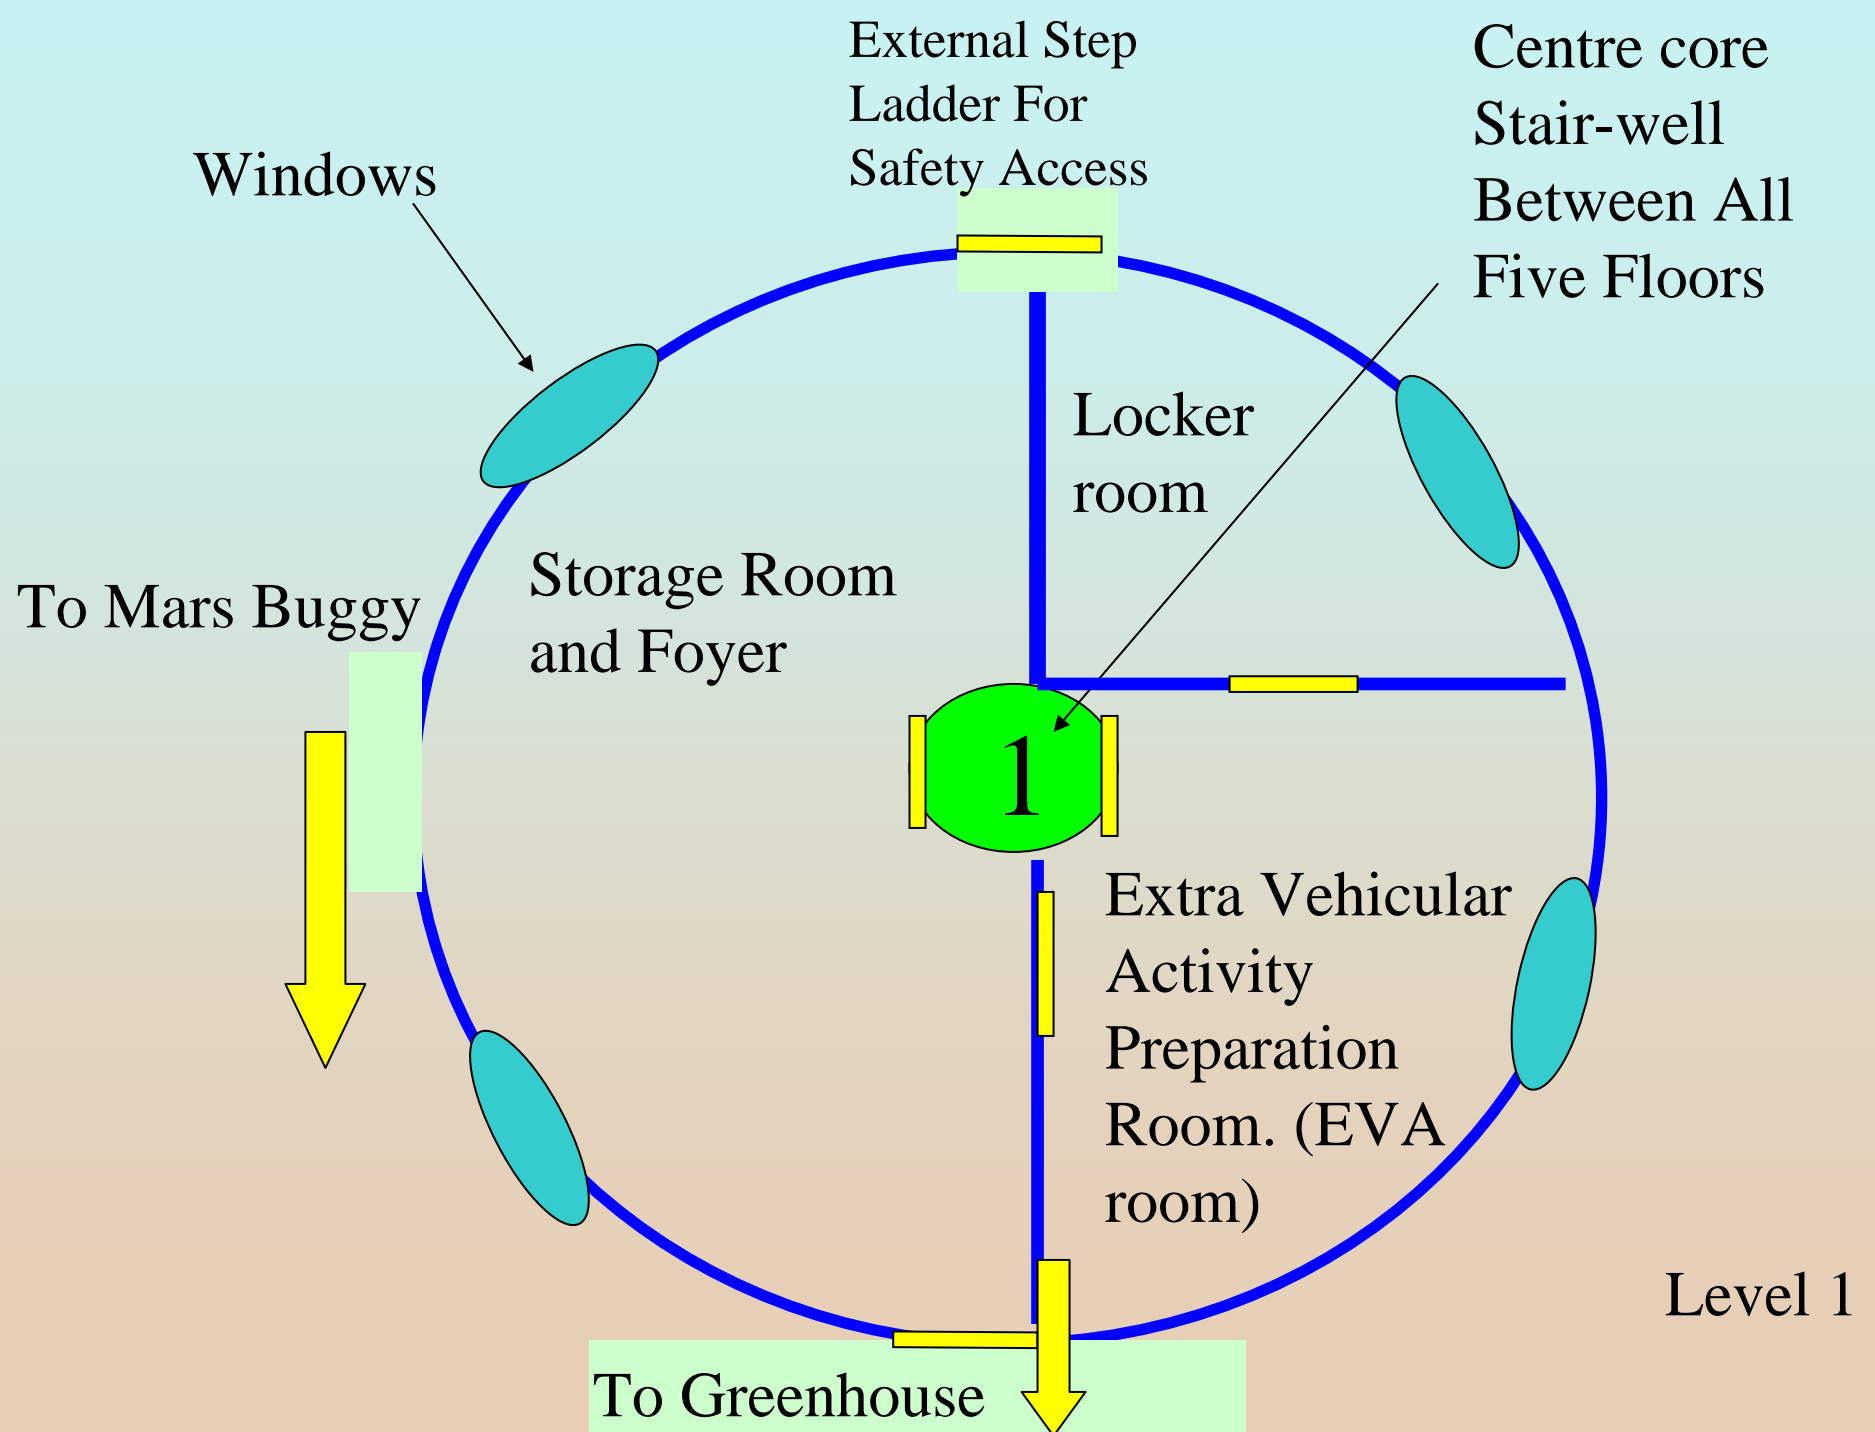 External Step
Ladder For
Safety Access
Centre core
Stair-well
Between All
Five Floors
Windows
Locker
room
Storage Room
and Foyer
To Mars Buggy
1
Extra Vehicular
Activity
Preparation
Room. (EVA
room)
Level 1
To Greenhouse